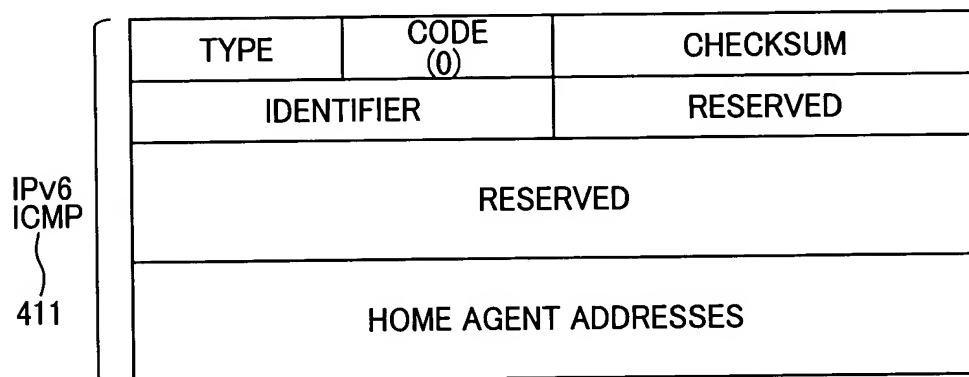 TYPE
CODE
(0)
CHECKSUM
IDENTIFIER
RESERVED
RESERVED
IPv6
ICMP
411
HOME AGENT ADDRESSES